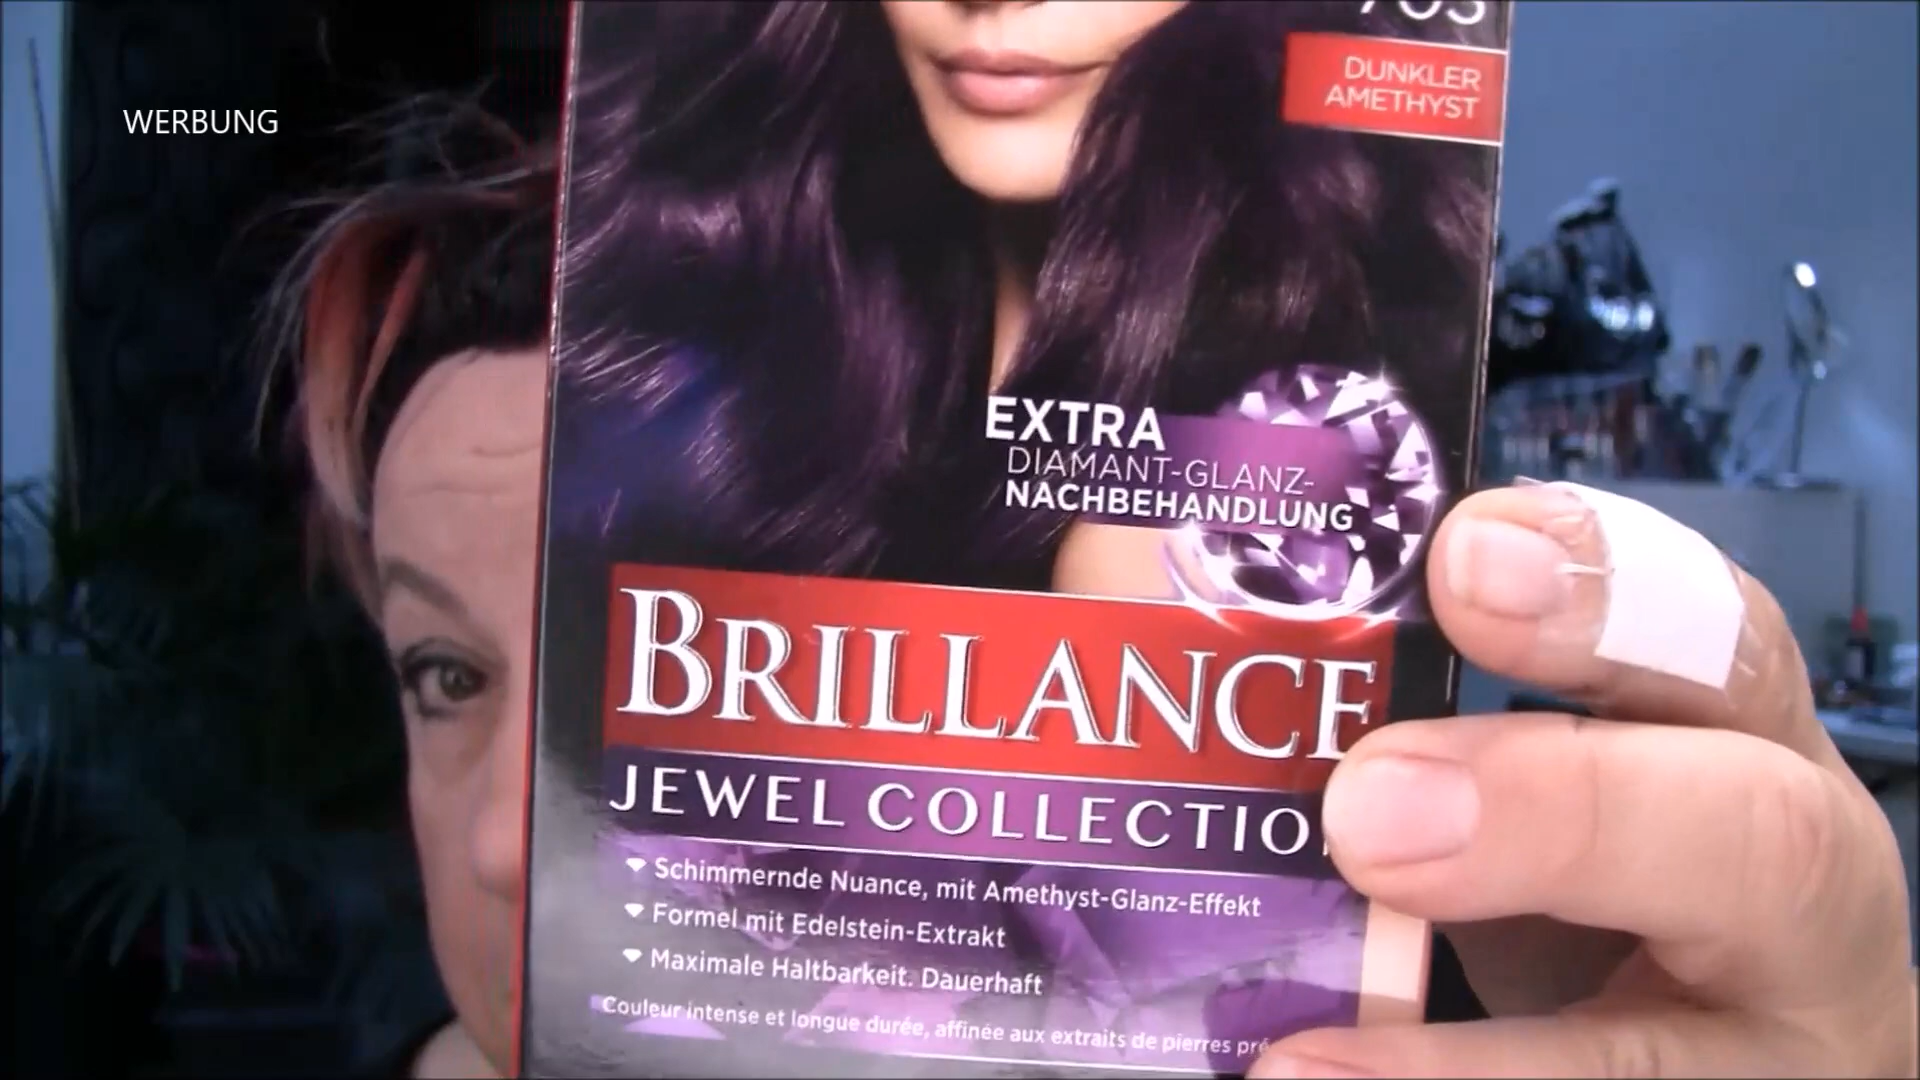 WERBUNG
DUNKLER
AMETHYST
EXTRA
DIAMANT-GLANZ-
NACHBEHANDLUNG
BRILLANCE
JEWEL COLLECTIO
Schimmernde Nuance, mit Amethyst-Glanz-Effekt
Formel mit Edelstein-Extrakt
Maximale Haltbarkeit. Dauerhaft
Couleur intense et longue durée, affinée aux extraits de pierres pré